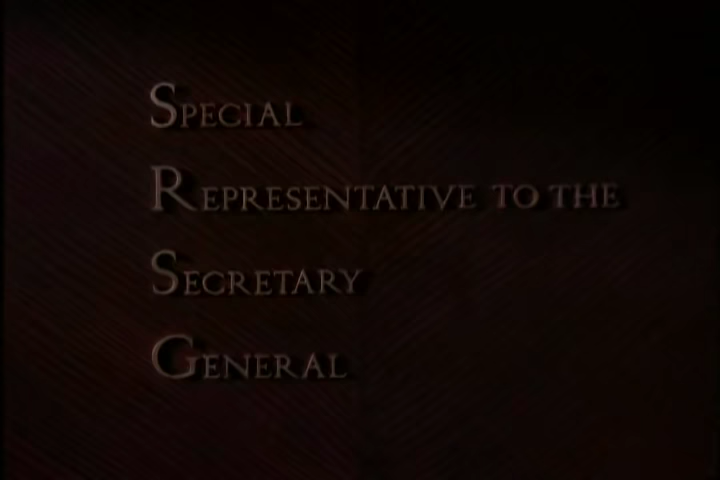 Special
Representative to the
Secretary
General